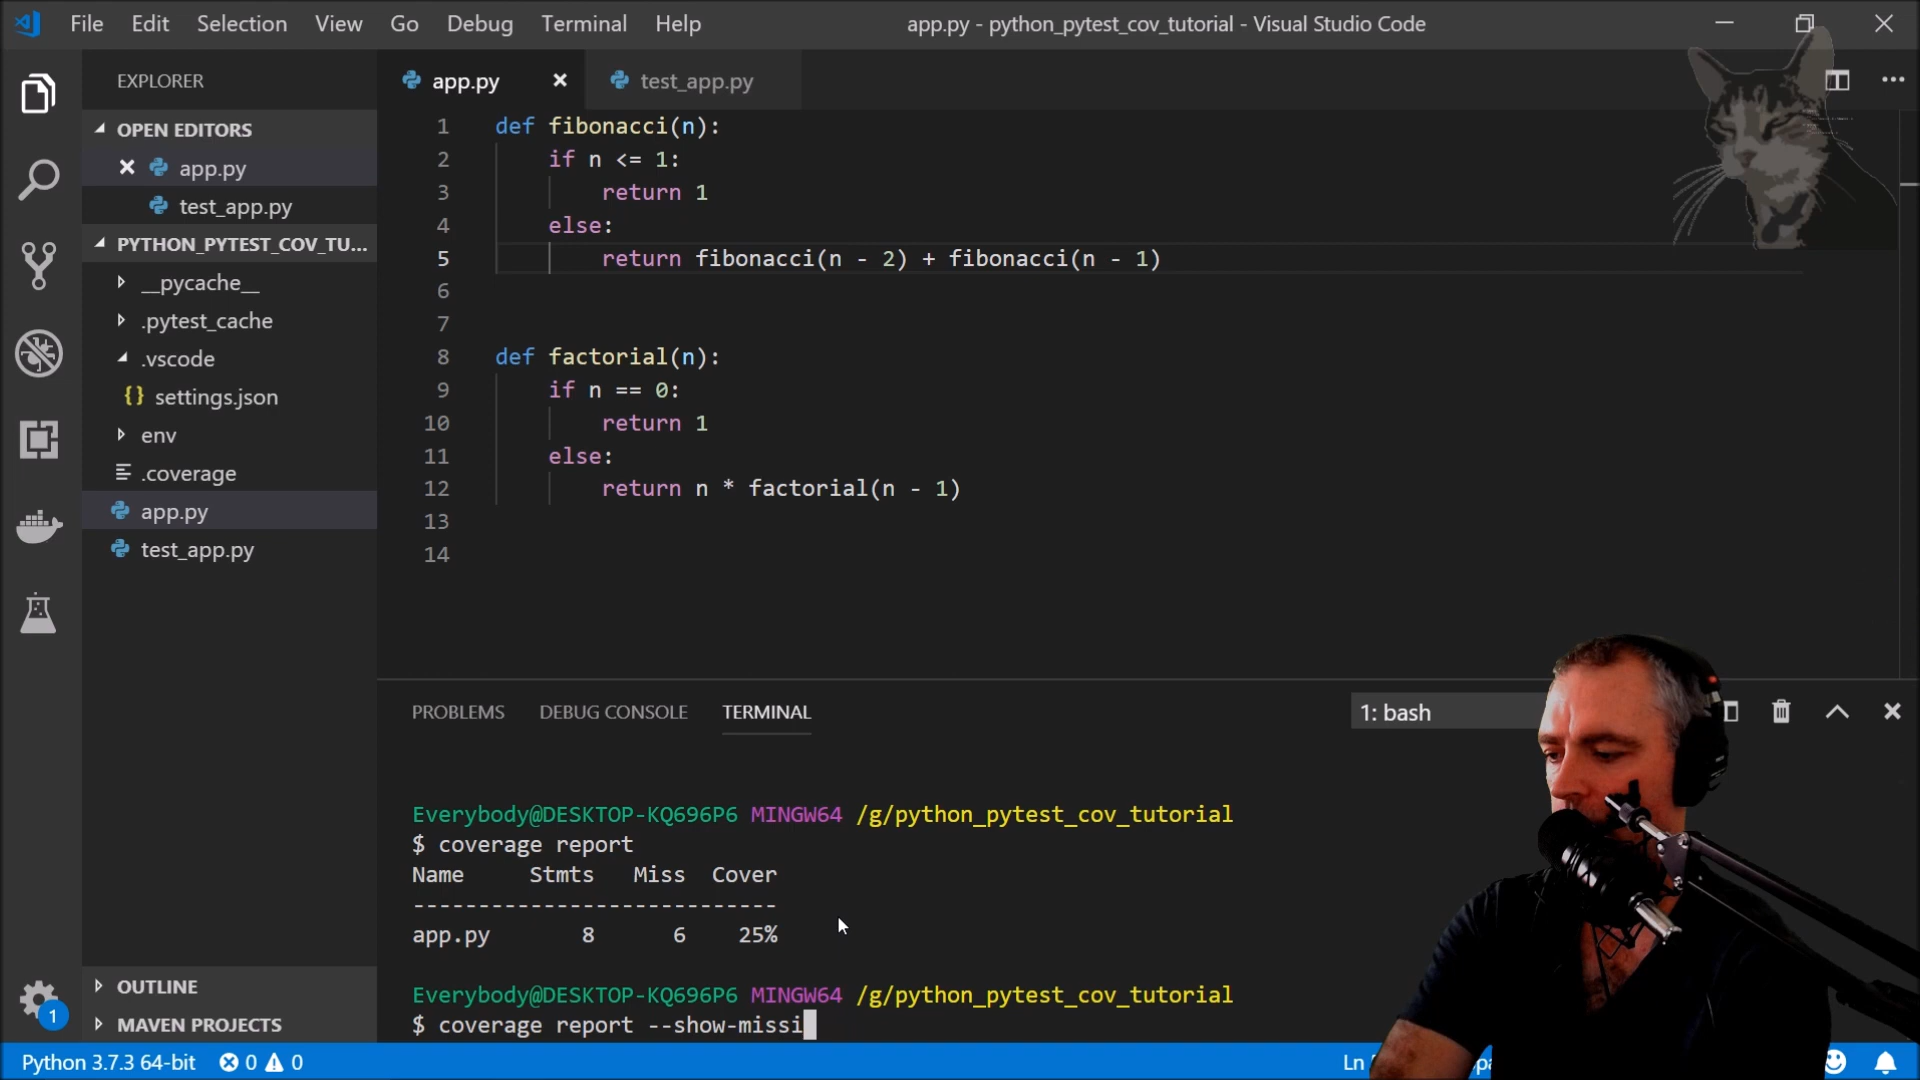 File Edit Selection View Go Debug Terminal Help app.py - python_pytest_cov_tutorial - Visual Studio Code
EXPLORER
OPEN EDITORS
app.py
test_app.py
PYTHON_PYTEST_COV_TU...
__pycache__
.pytest_cache
.vscode
{} settings.json
env
.coverage
app.py
test_app.py
OUTLINE
MAVEN PROJECTS
1
app.py test_app.py
1 def fibonacci(n):
2 if n <= 1:
3 return 1
4 else:
5 return fibonacci(n - 2) + fibonacci(n - 1)
6
7
8 def factorial(n):
9 if n == 0:
10 return 1
11 else:
12 return n * factorial(n - 1)
13
14
PROBLEMS DEBUG CONSOLE TERMINAL 1: bash
Everybody@DESKTOP-KQ696P6 MINGW64 /g/python_pytest_cov_tutorial
$ coverage report
Name Stmts Miss Cover
---------------------------
app.py 8 6 25%
Everybody@DESKTOP-KQ696P6 MINGW64 /g/python_pytest_cov_tutorial
$ coverage report --show-missi
Python 3.7.3 64-bit 0 0 Ln